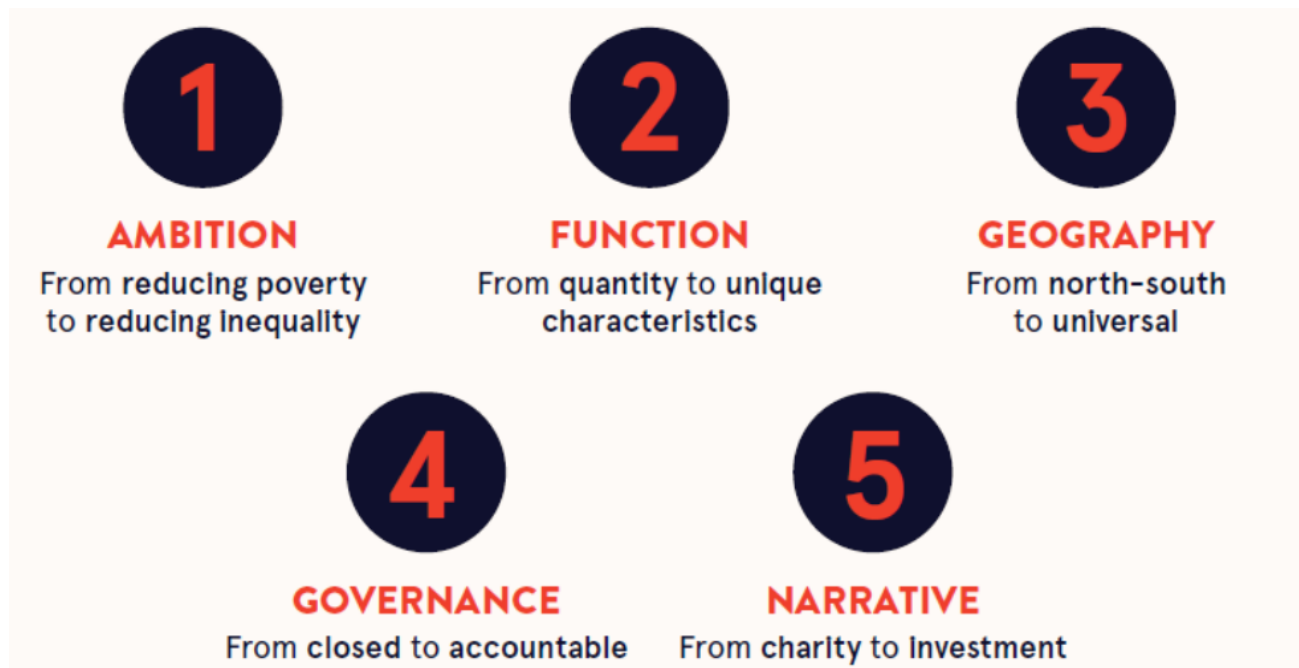 1
2
3
AMBITION
From reducing poverty
to reducing inequality
FUNCTION
From quantity to unique
characteristics
GEOGRAPHY
From north-south
to universal
4
5
GOVERNANCE
From closed to accountable
NARRATIVE
From charity to investment